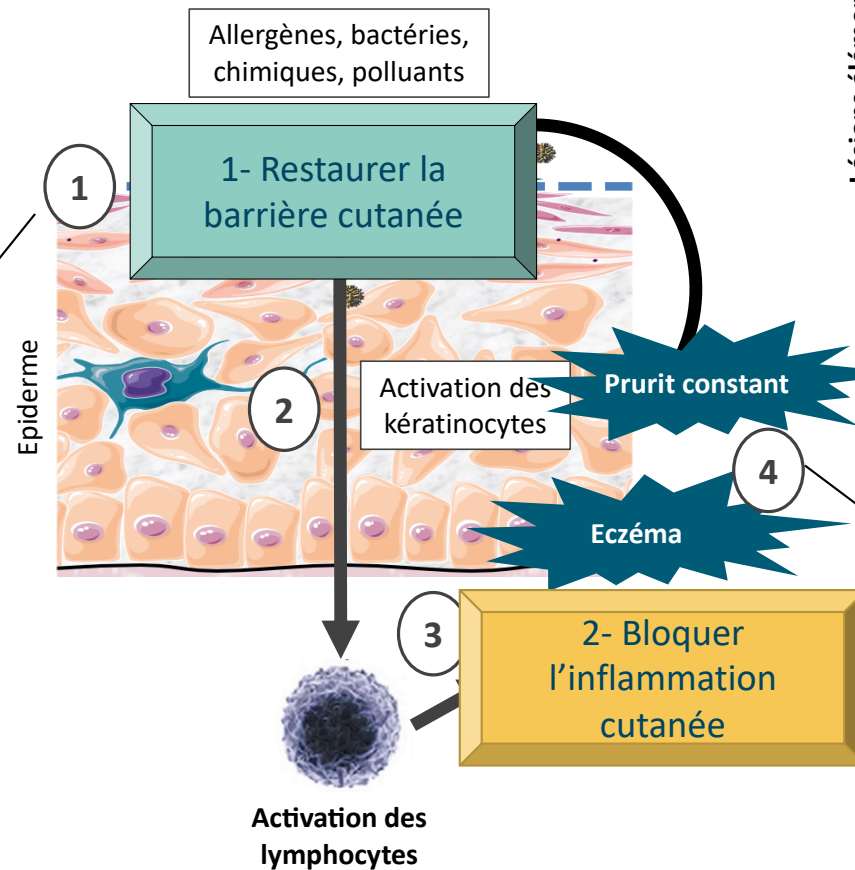 Allergènes, bactéries,
chimiques, polluants
1- Restaurer la
barrière cutanée
1
Epiderme
2
Activation des
kératinocytes
Prurit constant
4
Eczéma
3
2- Bloquer
l’inflammation
cutanée
Activation des
lymphocytes